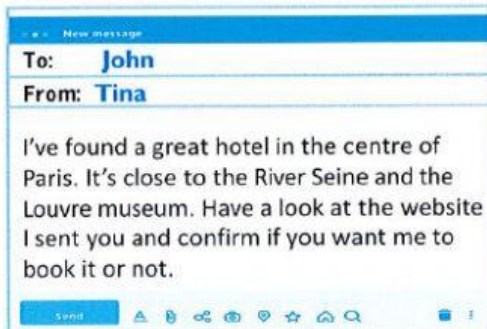 New message
To: John
From: Tina
I've found a great hotel in the centre of
Paris. It's close to the River Seine and the
Louvre museum. Have a look at the website
I sent you and confirm if you want me to
book it or not.
Send